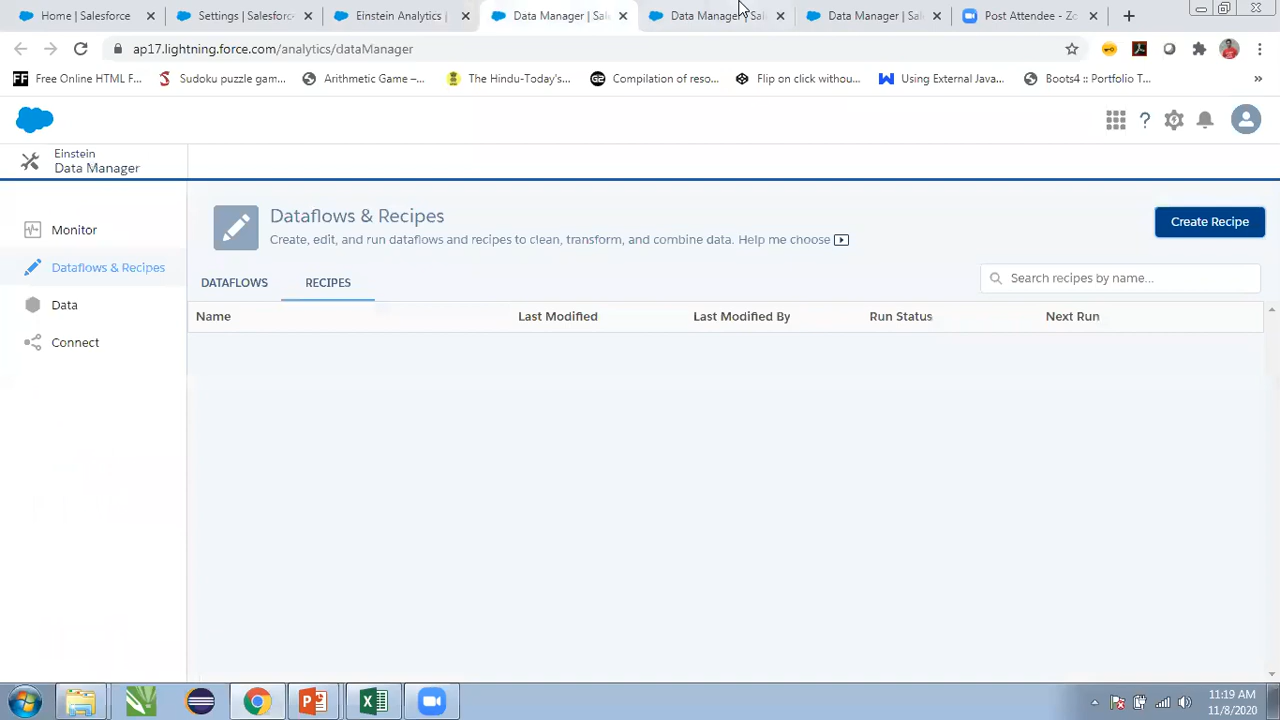 Home | Salesforce
Settings | Salesforc
Einstein Analytics |
Data Manager | Sal
Data Manager | Sal
Data Manager | Sal
Post Attendee - Zo
ap17.lightning.force.com/analytics/dataManager
Free Online HTML F...
Sudoku puzzle gam...
Arithmetic Game –...
The Hindu-Today's...
Compilation of reso...
Flip on click withou...
Using External Java...
Boots4 :: Portfolio T...
»
Einstein
Data Manager
Monitor
Dataflows & Recipes
Data
Connect
Dataflows & Recipes
Create, edit, and run dataflows and recipes to clean, transform, and combine data. Help me choose
Create Recipe
DATAFLOWS
RECIPES
Search recipes by name...
Name
Last Modified
Last Modified By
Run Status
Next Run
11:19 AM
11/8/2020